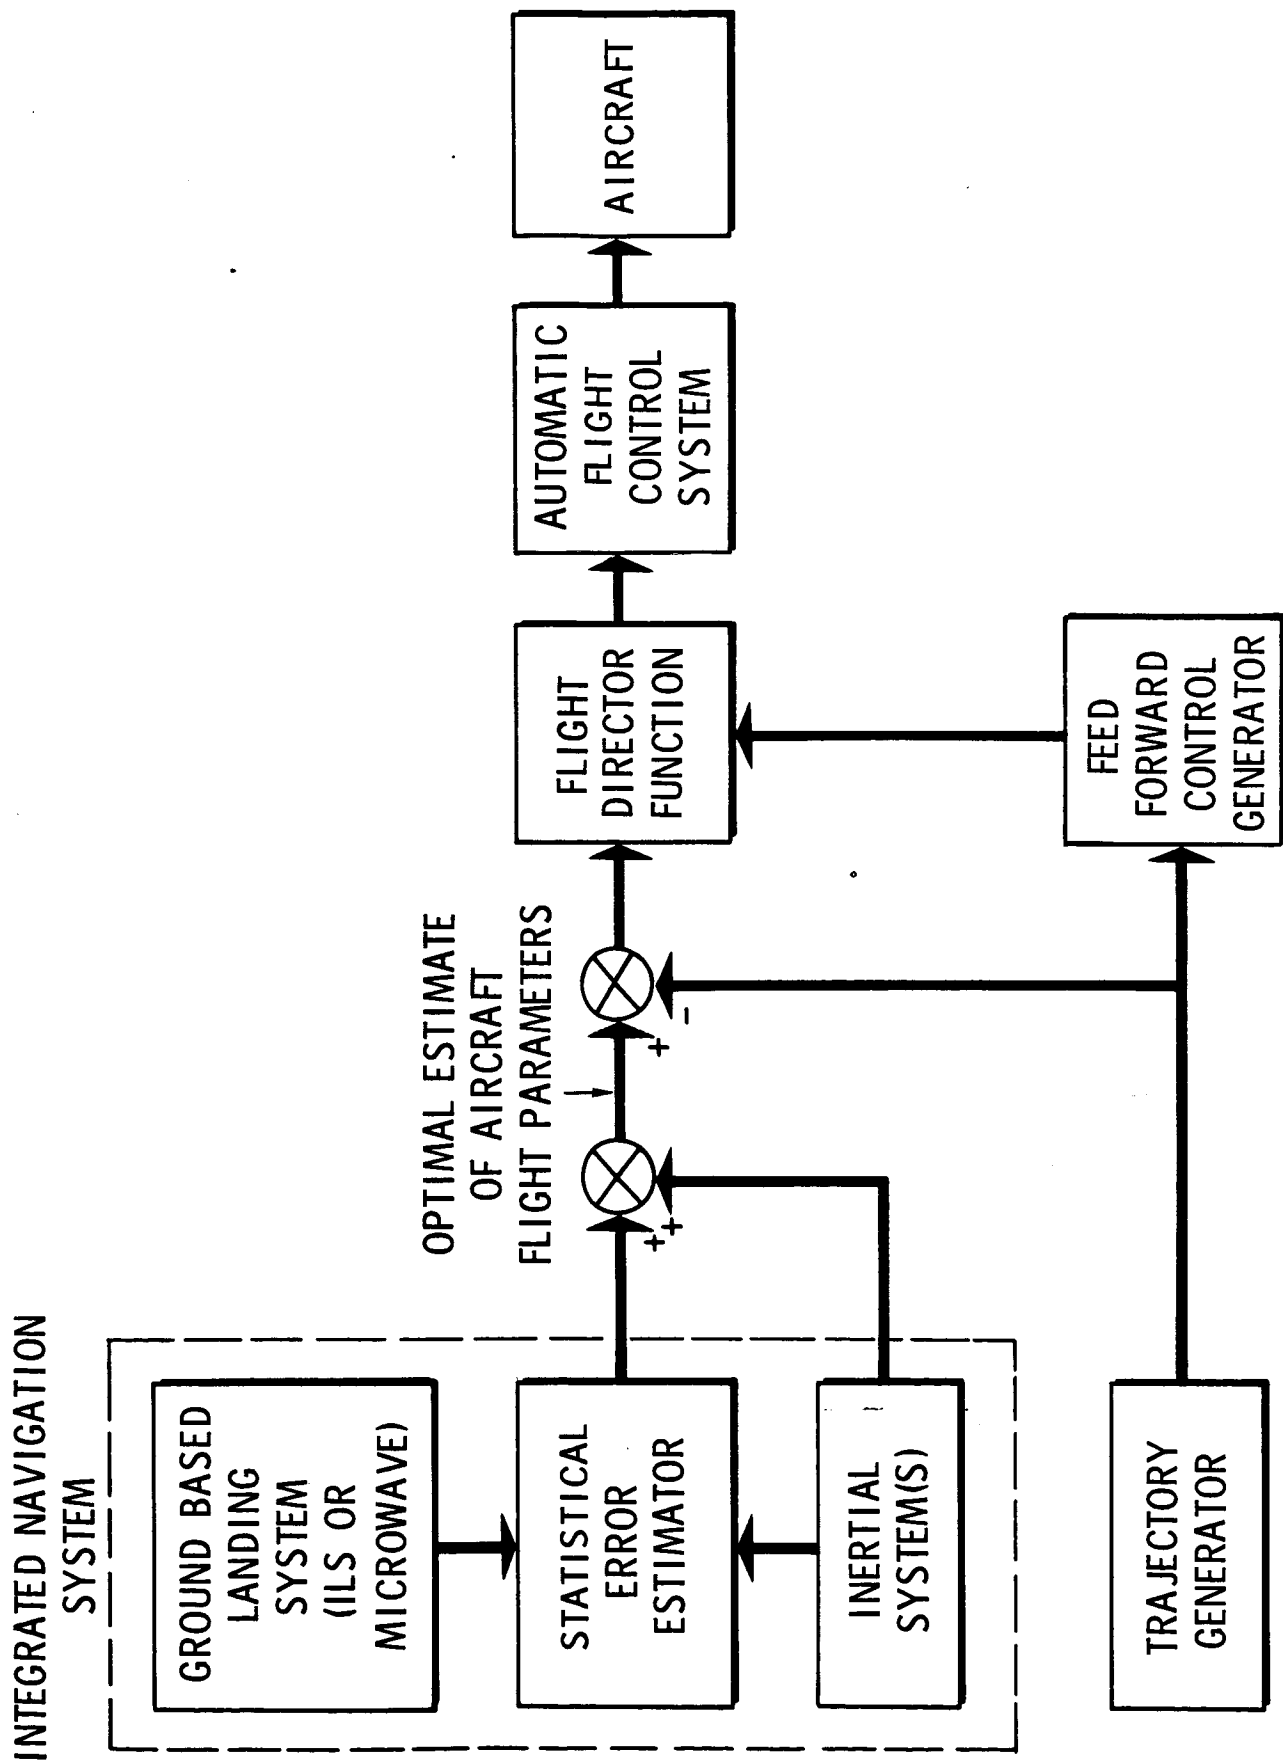 INTEGRATED NAVIGATION
SYSTEM
GROUND BASED
LANDING
SYSTEM
(ILS OR
MICROWAVE)
STATISTICAL
ERROR
ESTIMATOR
INERTIAL
SYSTEM(S)
TRAJECTORY
GENERATOR
OPTIMAL ESTIMATE
OF AIRCRAFT
FLIGHT PARAMETERS
+
+
+
-
FLIGHT
DIRECTOR
FUNCTION
FEED
FORWARD
CONTROL
GENERATOR
AUTOMATIC
FLIGHT
CONTROL
SYSTEM
AIRCRAFT